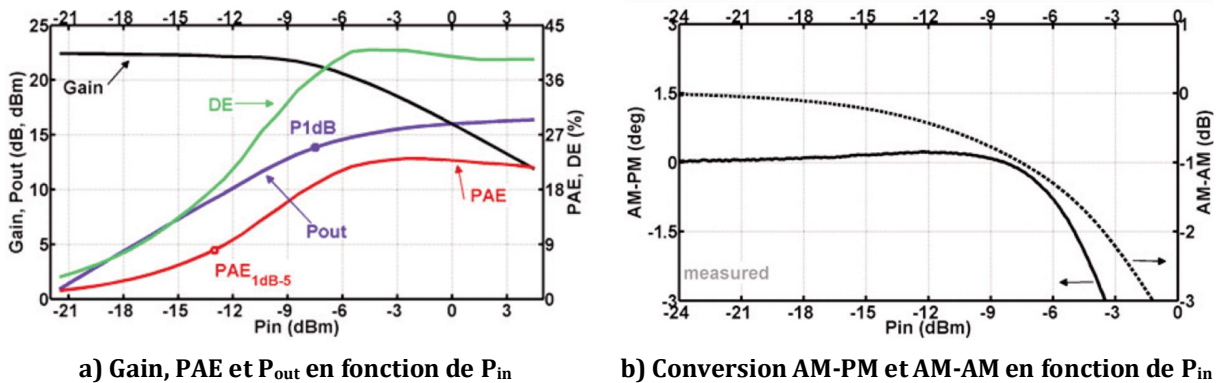 25
20
15
10
5
0
Gain, Pout (dB, dBm)
-21 -18 -15 -12 -9 -6 -3 0 3
Gain
DE
P1dB
PAE
Pout
PAE1dB-5
45
36
27
18
9
0
PAE, DE (%)
-21 -18 -15 -12 -9 -6 -3 0 3
Pin (dBm)
a) Gain, PAE et Pout en fonction de Pin
-24 -21 -18 -15 -12 -9 -6 -3 0
1.5
0
-1.5
-3
AM-PM (deg)
measured
1
0
-1
-2
-3
AM-AM (dB)
-24 -21 -18 -15 -12 -9 -6 -3 0
Pin (dBm)
b) Conversion AM-PM et AM-AM en fonction de Pin